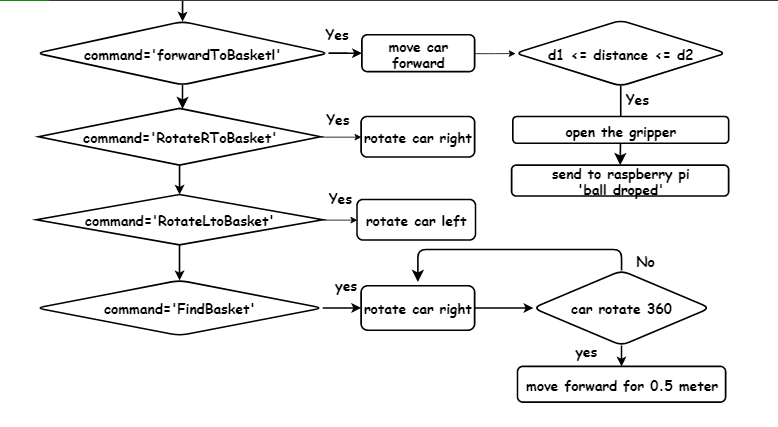 Yes
command='forwardToBasketl'
move car
forward
d1 <= distance <= d2
Yes
open the gripper
send to raspberry pi
'ball droped'
Yes
command='RotateRToBasket'
rotate car right
Yes
command='RotateLtoBasket'
rotate car left
yes
command='FindBasket'
rotate car right
No
car rotate 360
yes
move forward for 0.5 meter